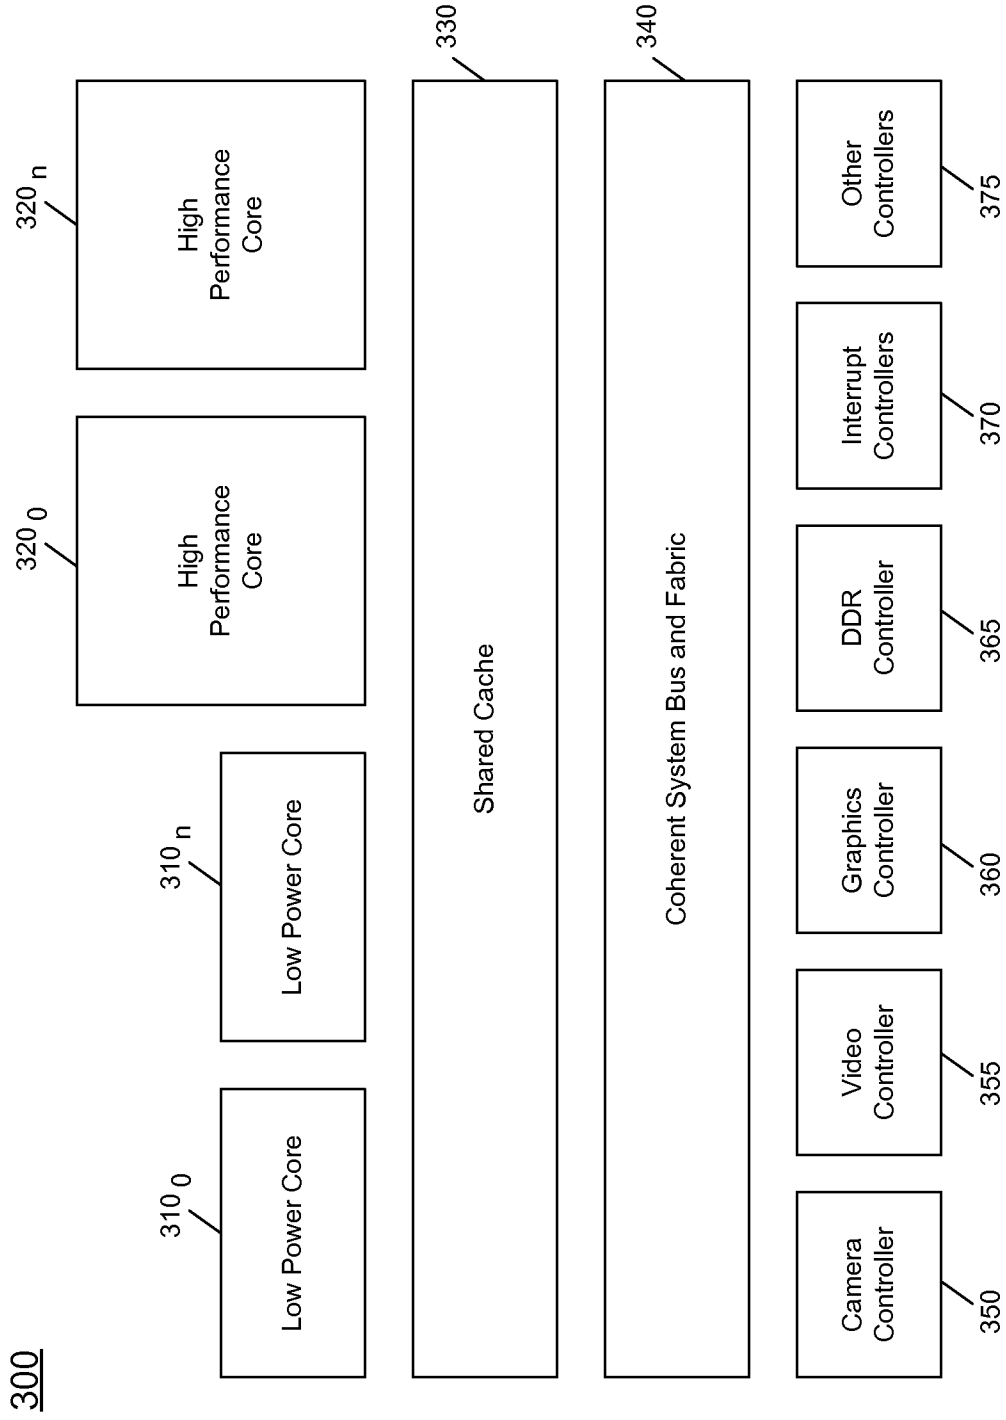 300
320 n
320 0
High
Performance
Core
High
Performance
Core
310 0
310 n
Low Power Core
Low Power Core
330
Shared Cache
340
Coherent System Bus and Fabric
Camera
Controller
Video
Controller
Graphics
Controller
DDR
Controller
Interrupt
Controllers
Other
Controllers
350
355
360
365
370
375